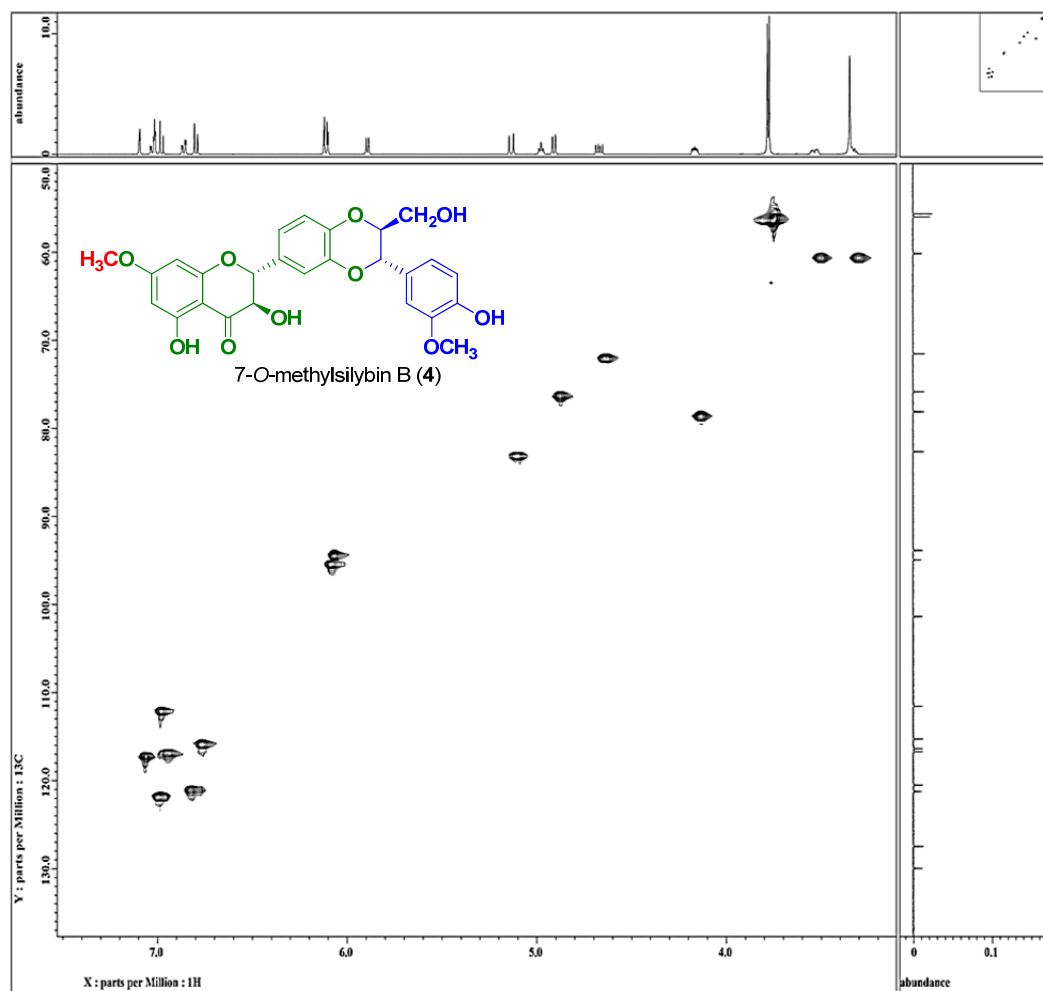 abundance
10.0
0
50.0
60.0
70.0
80.0
90.0
100.0
110.0
120.0
130.0
Y : parts per Million : 13C
H3CO
O
O
CH2OH
O
OH
OH
O
OCH3
OH
7-O-methylsilybin B (4)
7.0
6.0
5.0
4.0
X : parts per Million : 1H
0
0.1
abundance